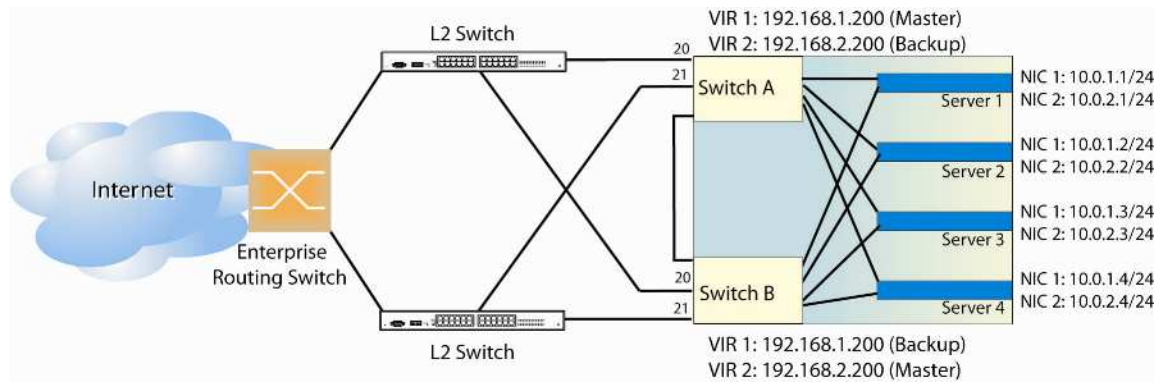 VIR 1: 192.168.1.200 (Master)
VIR 2: 192.168.2.200 (Backup)
L2 Switch
20
21
Switch A
Server 1
NIC 1: 10.0.1.1/24
NIC 2: 10.0.2.1/24
Server 2
NIC 1: 10.0.1.2/24
NIC 2: 10.0.2.2/24
Internet
Enterprise
Routing Switch
Server 3
NIC 1: 10.0.1.3/24
NIC 2: 10.0.2.3/24
20
21
Switch B
Server 4
NIC 1: 10.0.1.4/24
NIC 2: 10.0.2.4/24
L2 Switch
VIR 1: 192.168.1.200 (Backup)
VIR 2: 192.168.2.200 (Master)